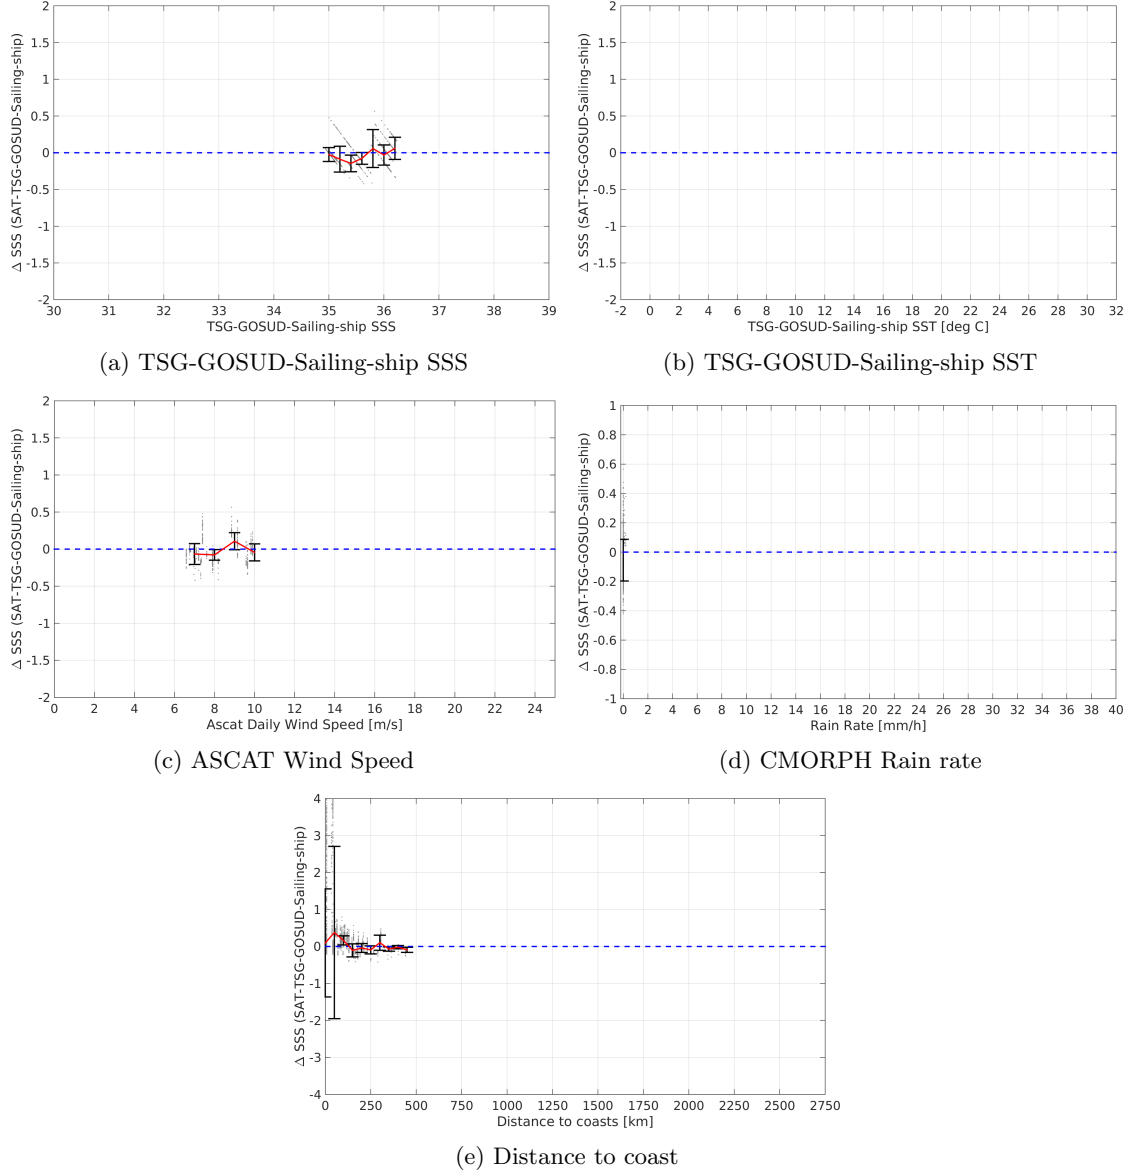 2
1.5
1
0.5
0
-0.5
-1
-1.5
-2
Δ SSS (SAT-TSG-GOSUD-Sailing-ship)
30 31 32 33 34 35 36 37 38 39
TSG-GOSUD-Sailing-ship SSS
(a) TSG-GOSUD-Sailing-ship SSS
2
1.5
1
0.5
0
-0.5
-1
-1.5
-2
Δ SSS (SAT-TSG-GOSUD-Sailing-ship)
-2 0 2 4 6 8 10 12 14 16 18 20 22 24 26 28 30 32
TSG-GOSUD-Sailing-ship SST [deg C]
(b) TSG-GOSUD-Sailing-ship SST
2
1.5
1
0.5
0
-0.5
-1
-1.5
-2
Δ SSS (SAT-TSG-GOSUD-Sailing-ship)
0 2 4 6 8 10 12 14 16 18 20 22 24
Ascat Daily Wind Speed [m/s]
(c) ASCAT Wind Speed
1
0.8
0.6
0.4
0.2
0
-0.2
-0.4
-0.6
-0.8
-1
Δ SSS (SAT-TSG-GOSUD-Sailing-ship)
0 2 4 6 8 10 12 14 16 18 20 22 24 26 28 30 32 34 36 38 40
Rain Rate [mm/h]
(d) CMORPH Rain rate
4
3
2
1
0
-1
-2
-3
-4
Δ SSS (SAT-TSG-GOSUD-Sailing-ship)
0 250 500 750 1000 1250 1500 1750 2000 2250 2500 2750
Distance to coasts [km]
(e) Distance to coast